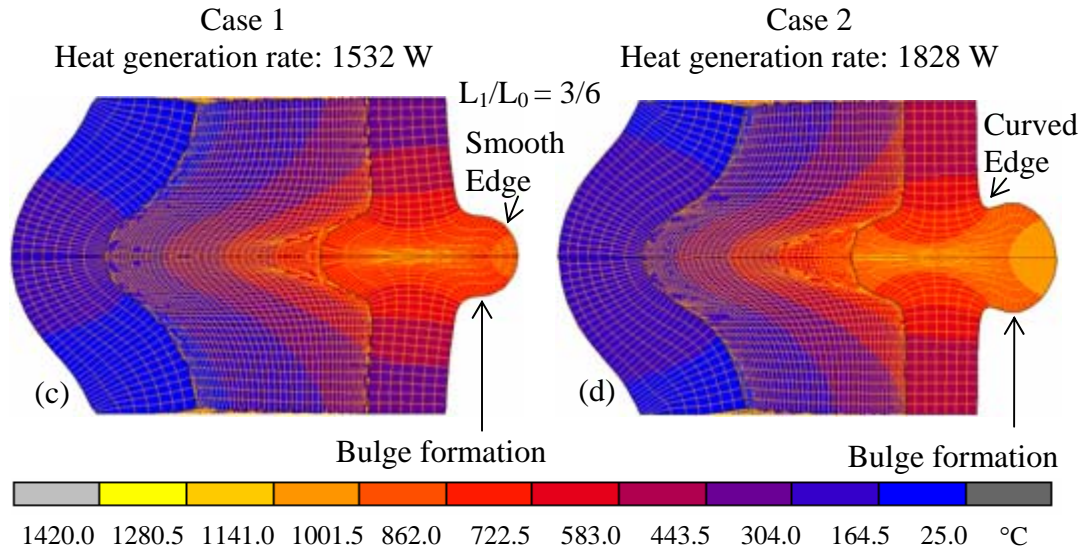 Case 1
Heat generation rate: 1532 W
Case 2
Heat generation rate: 1828 W
L₁/L₀ = 3/6
Smooth
Edge
Curved
Edge
(c)
(d)
Bulge formation
Bulge formation
1420.0 1280.5 1141.0 1001.5 862.0 722.5 583.0 443.5 304.0 164.5 25.0 °C